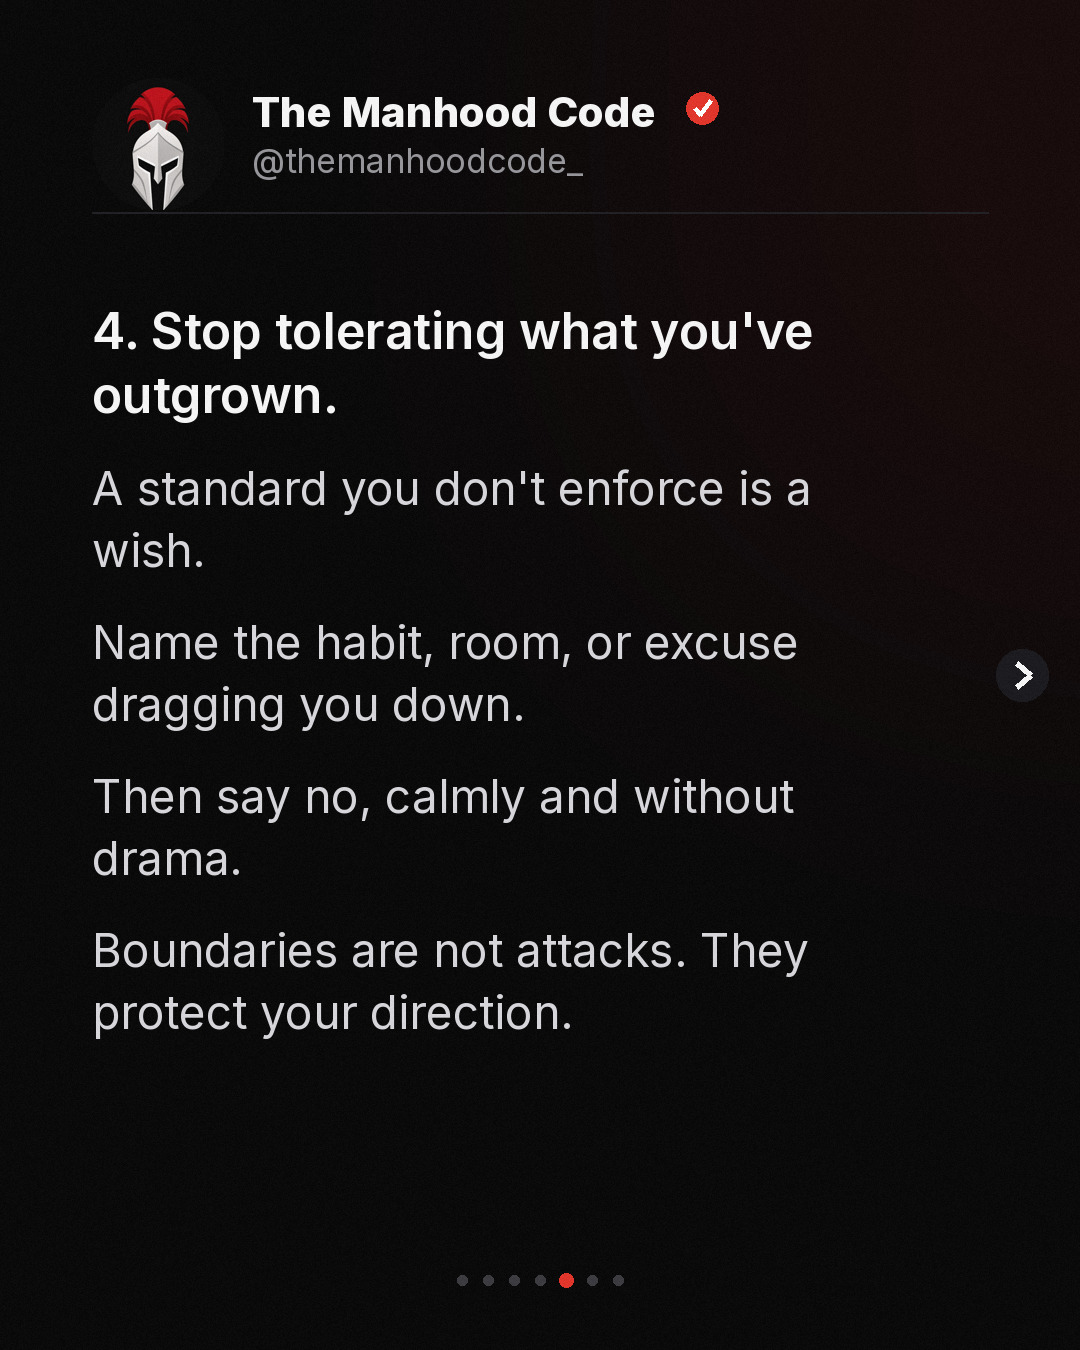 The Manhood Code
@themanhoodcode_
4. Stop tolerating what you've
outgrown.
A standard you don't enforce is a
wish.
Name the habit, room, or excuse
dragging you down.
Then say no, calmly and without
drama.
Boundaries are not attacks. They
protect your direction.